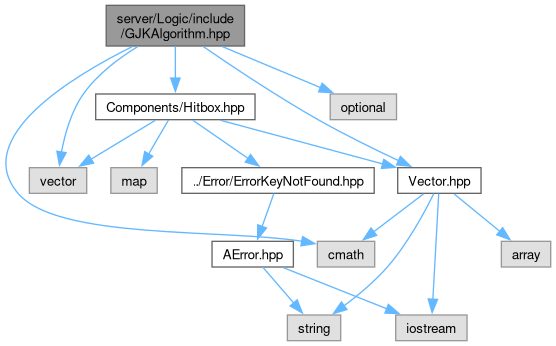 server/Logic/include
/GJKAlgorithm.hpp
Components/Hitbox.hpp
optional
vector
map
../Error/ErrorKeyNotFound.hpp
Vector.hpp
AError.hpp
cmath
array
string
iostream